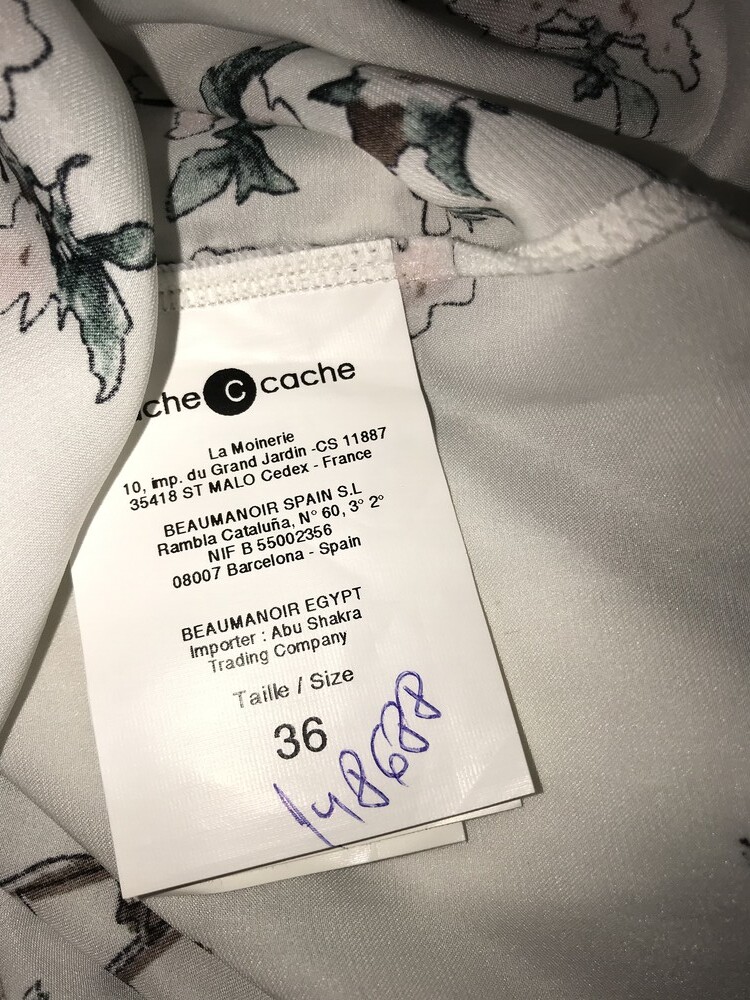 che C cache
La Moinerie
10, imp. du Grand Jardin -CS 11887
35418 ST MALO Cedex - France
BEAUMANOIR SPAIN S.L
Rambla Cataluña, N° 60, 3° 2°
NIF B 55002356
08007 Barcelona - Spain
BEAUMANOIR EGYPT
Importer : Abu Shakra
Trading Company
Taille / Size
36
148688